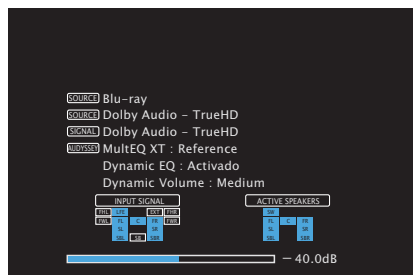 SOURCE Blu-ray
SOURCE Dolby Audio – TrueHD
SIGNAL Dolby Audio – TrueHD
AUDYSSEY MultEQ XT : Reference
Dynamic EQ : Activado
Dynamic Volume : Medium
INPUT SIGNAL ACTIVE SPEAKERS
FHL LFE EXT FHR SW
FWL FL C FR FWR FL C FR
SL SR SL SR
SBL SB SBR SBL SBR
– 40.0dB